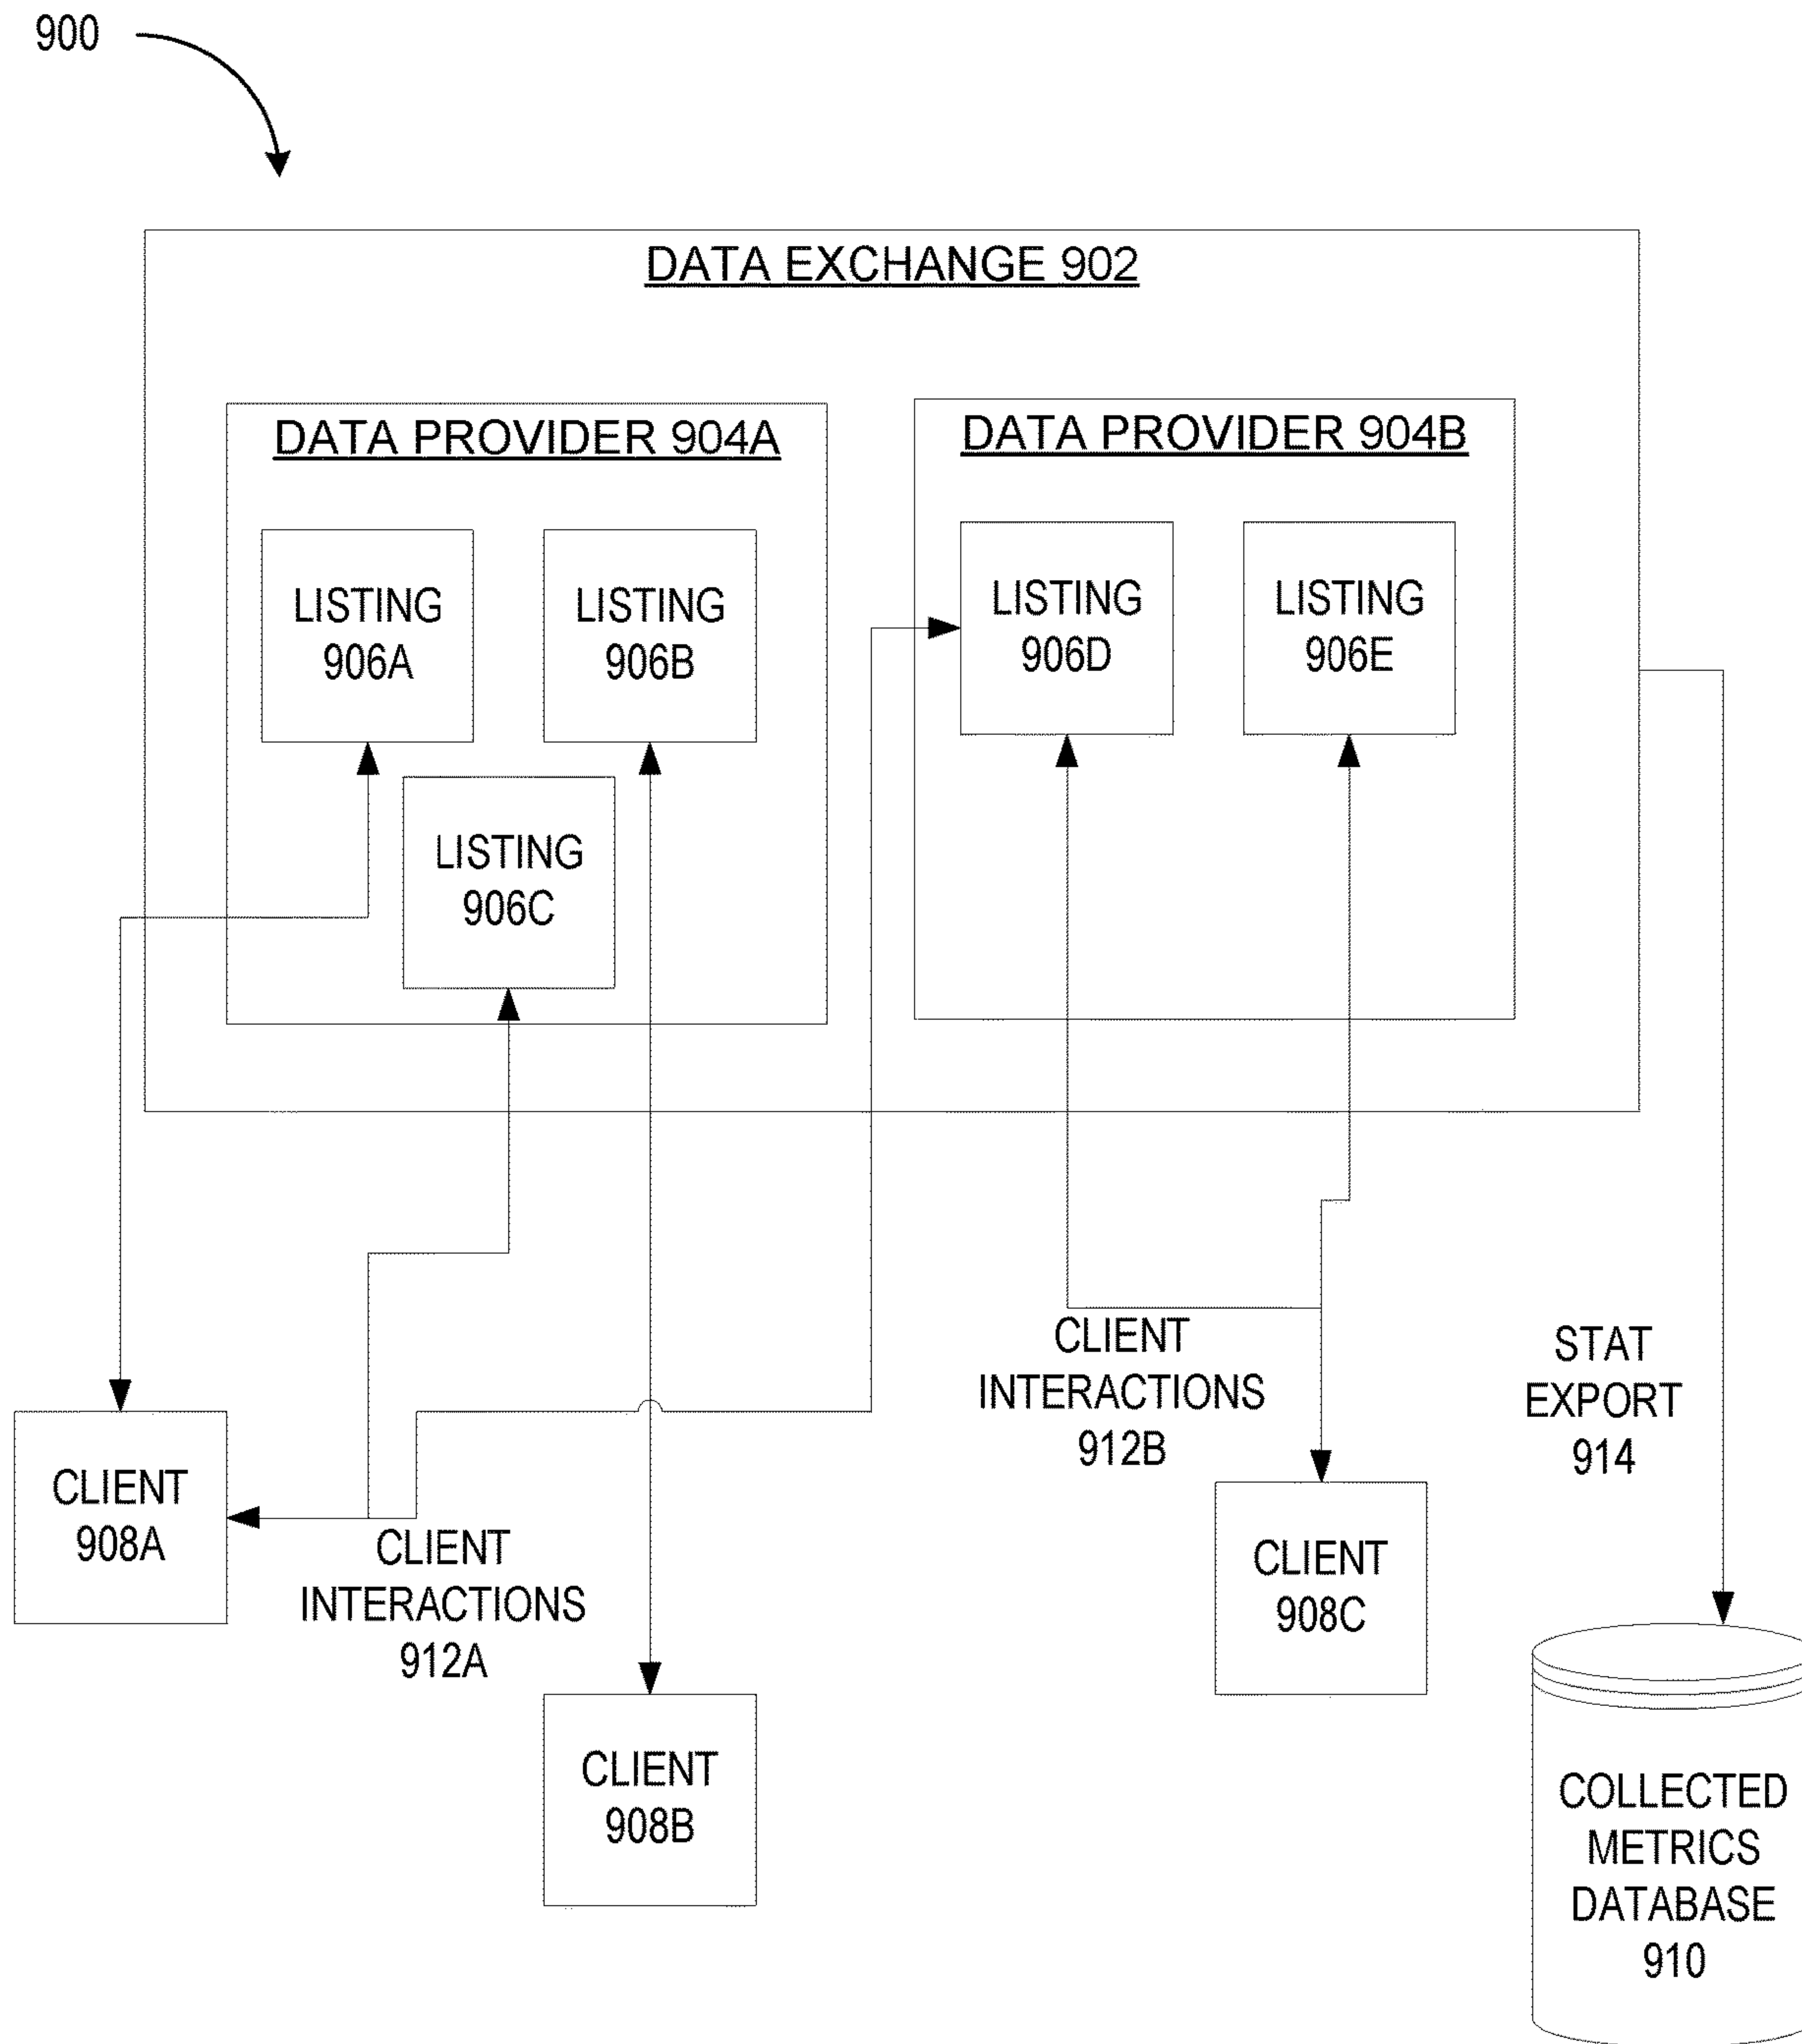 900
DATA EXCHANGE 902
DATA PROVIDER 904A
DATA PROVIDER 904B
LISTING
906A
LISTING
906B
LISTING
906C
LISTING
906D
LISTING
906E
CLIENT
INTERACTIONS
912B
STAT
EXPORT
914
CLIENT
908A
CLIENT
INTERACTIONS
912A
CLIENT
908C
CLIENT
908B
COLLECTED
METRICS
DATABASE
910